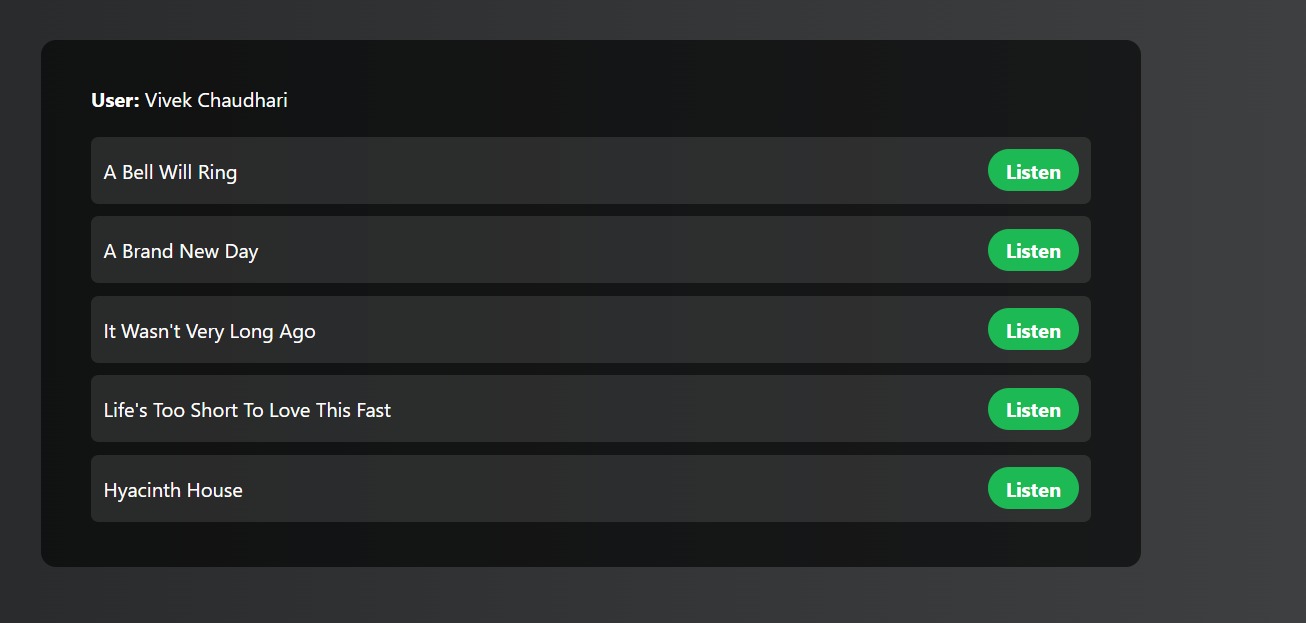 User: Vivek Chaudhari
A Bell Will Ring Listen
A Brand New Day Listen
It Wasn't Very Long Ago Listen
Life's Too Short To Love This Fast Listen
Hyacinth House Listen